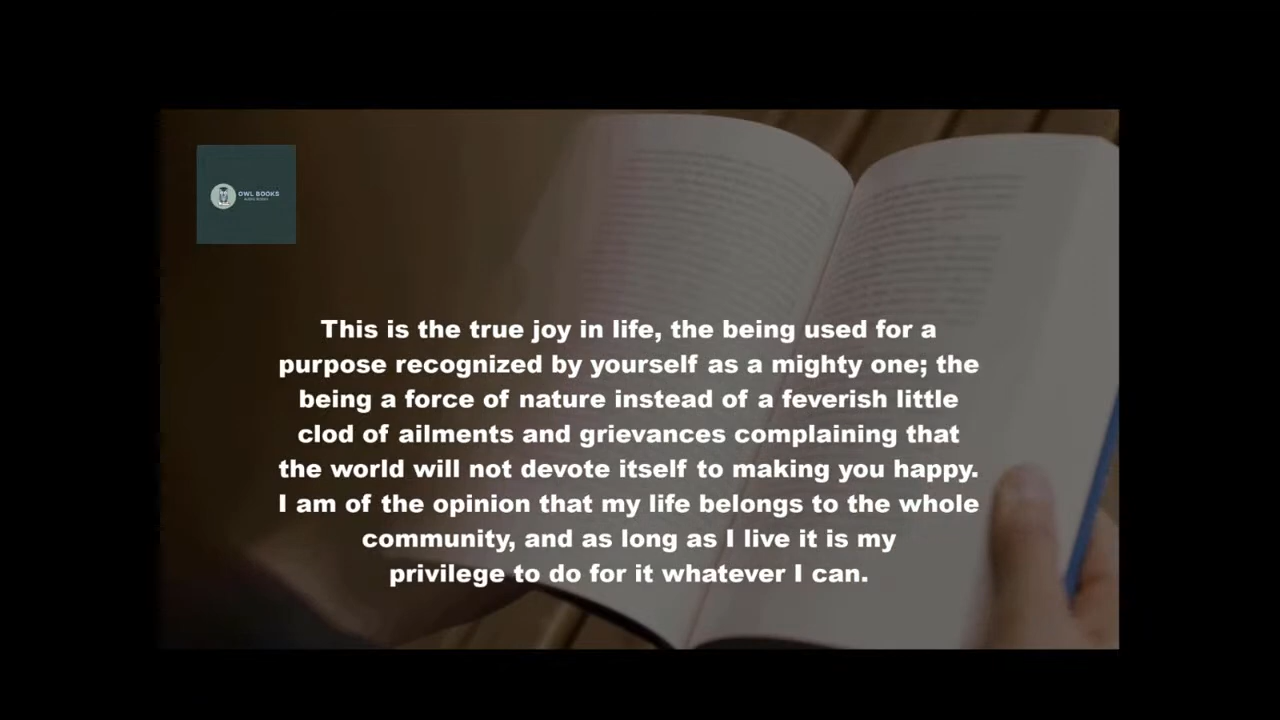 OWL BOOKS
This is the true joy in life, the being used for a
purpose recognized by yourself as a mighty one; the
being a force of nature instead of a feverish little
clod of ailments and grievances complaining that
the world will not devote itself to making you happy.
I am of the opinion that my life belongs to the whole
community, and as long as I live it is my
privilege to do for it whatever I can.